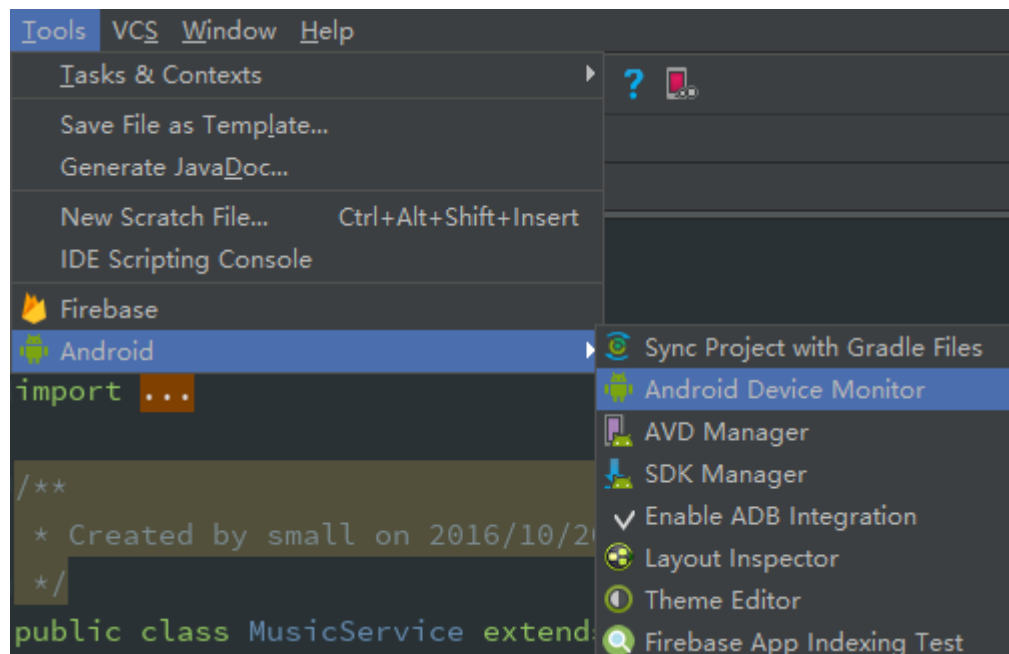 Tools VCS Window Help
Tasks & Contexts
Save File as Template...
Generate JavaDoc...
New Scratch File... Ctrl+Alt+Shift+Insert
IDE Scripting Console
Firebase
Android
Sync Project with Gradle Files
Android Device Monitor
AVD Manager
SDK Manager
Enable ADB Integration
Layout Inspector
Theme Editor
Firebase App Indexing Test
import ...
/**
* Created by small on 2016/10/2
*/
public class MusicService extend